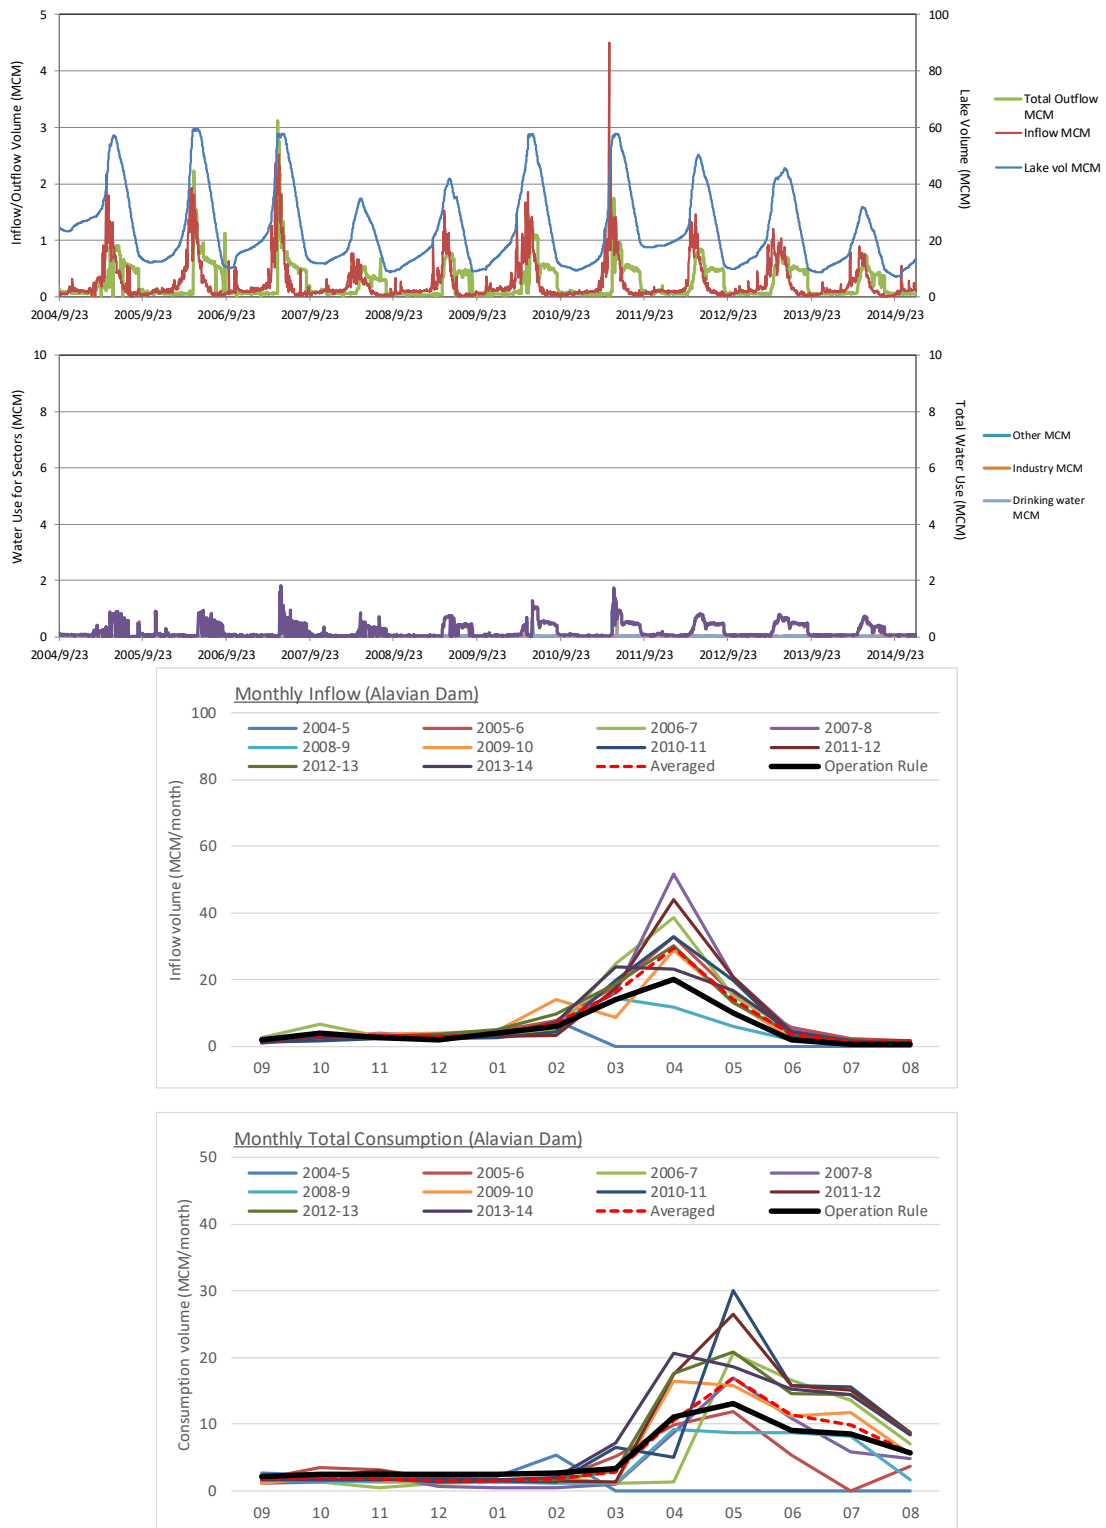 5
4
3
2
1
0
Inflow/Outflow Volume (MCM)
100
80
60
40
20
0
Lake Volume (MCM)
Total Outflow
MCM
Inflow MCM
Lake vol MCM
2004/9/23 2005/9/23 2006/9/23 2007/9/23 2008/9/23 2009/9/23 2010/9/23 2011/9/23 2012/9/23 2013/9/23 2014/9/23
10
8
6
4
2
0
Water Use for Sectors (MCM)
10
8
6
4
2
0
Total Water Use (MCM)
Other MCM
Industry MCM
Drinking water
MCM
2004/9/23 2005/9/23 2006/9/23 2007/9/23 2008/9/23 2009/9/23 2010/9/23 2011/9/23 2012/9/23 2013/9/23 2014/9/23
Monthly Inflow (Alavian Dam)
2004-5 2005-6 2006-7 2007-8
2008-9 2009-10 2010-11 2011-12
2012-13 2013-14 Averaged Operation Rule
100
80
60
40
20
0
Inflow volume (MCM/month)
09 10 11 12 01 02 03 04 05 06 07 08
Monthly Total Consumption (Alavian Dam)
2004-5 2005-6 2006-7 2007-8
2008-9 2009-10 2010-11 2011-12
2012-13 2013-14 Averaged Operation Rule
50
40
30
20
10
0
Consumption volume (MCM/month)
09 10 11 12 01 02 03 04 05 06 07 08